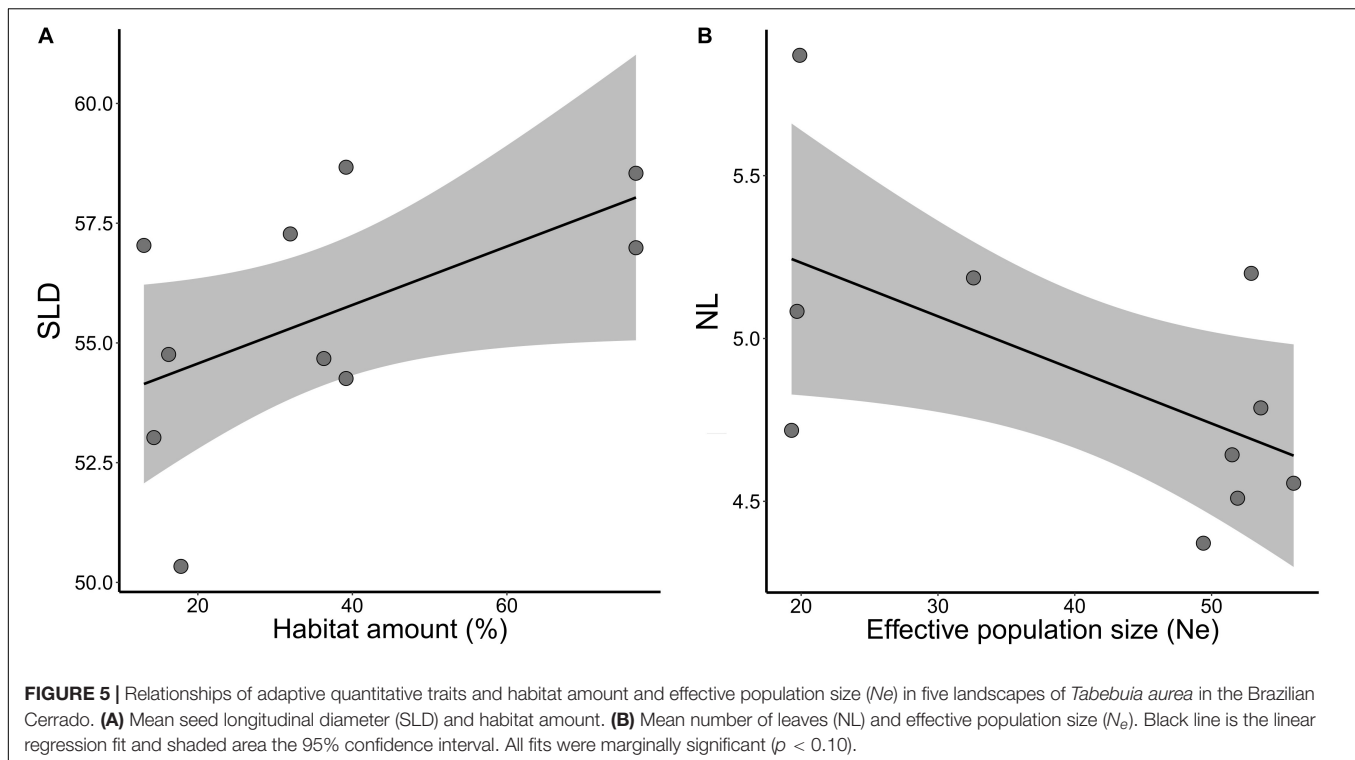 A
B
60.0
57.5
55.0
52.5
50.0
SLD
20 40 60
Habitat amount (%)
5.5
5.0
4.5
NL
20 30 40 50
Effective population size (Ne)
FIGURE 5 | Relationships of adaptive quantitative traits and habitat amount and effective population size (Ne) in five landscapes of Tabebuia aurea in the Brazilian
Cerrado. (A) Mean seed longitudinal diameter (SLD) and habitat amount. (B) Mean number of leaves (NL) and effective population size (Ne). Black line is the linear
regression fit and shaded area the 95% confidence interval. All fits were marginally significant (p < 0.10).